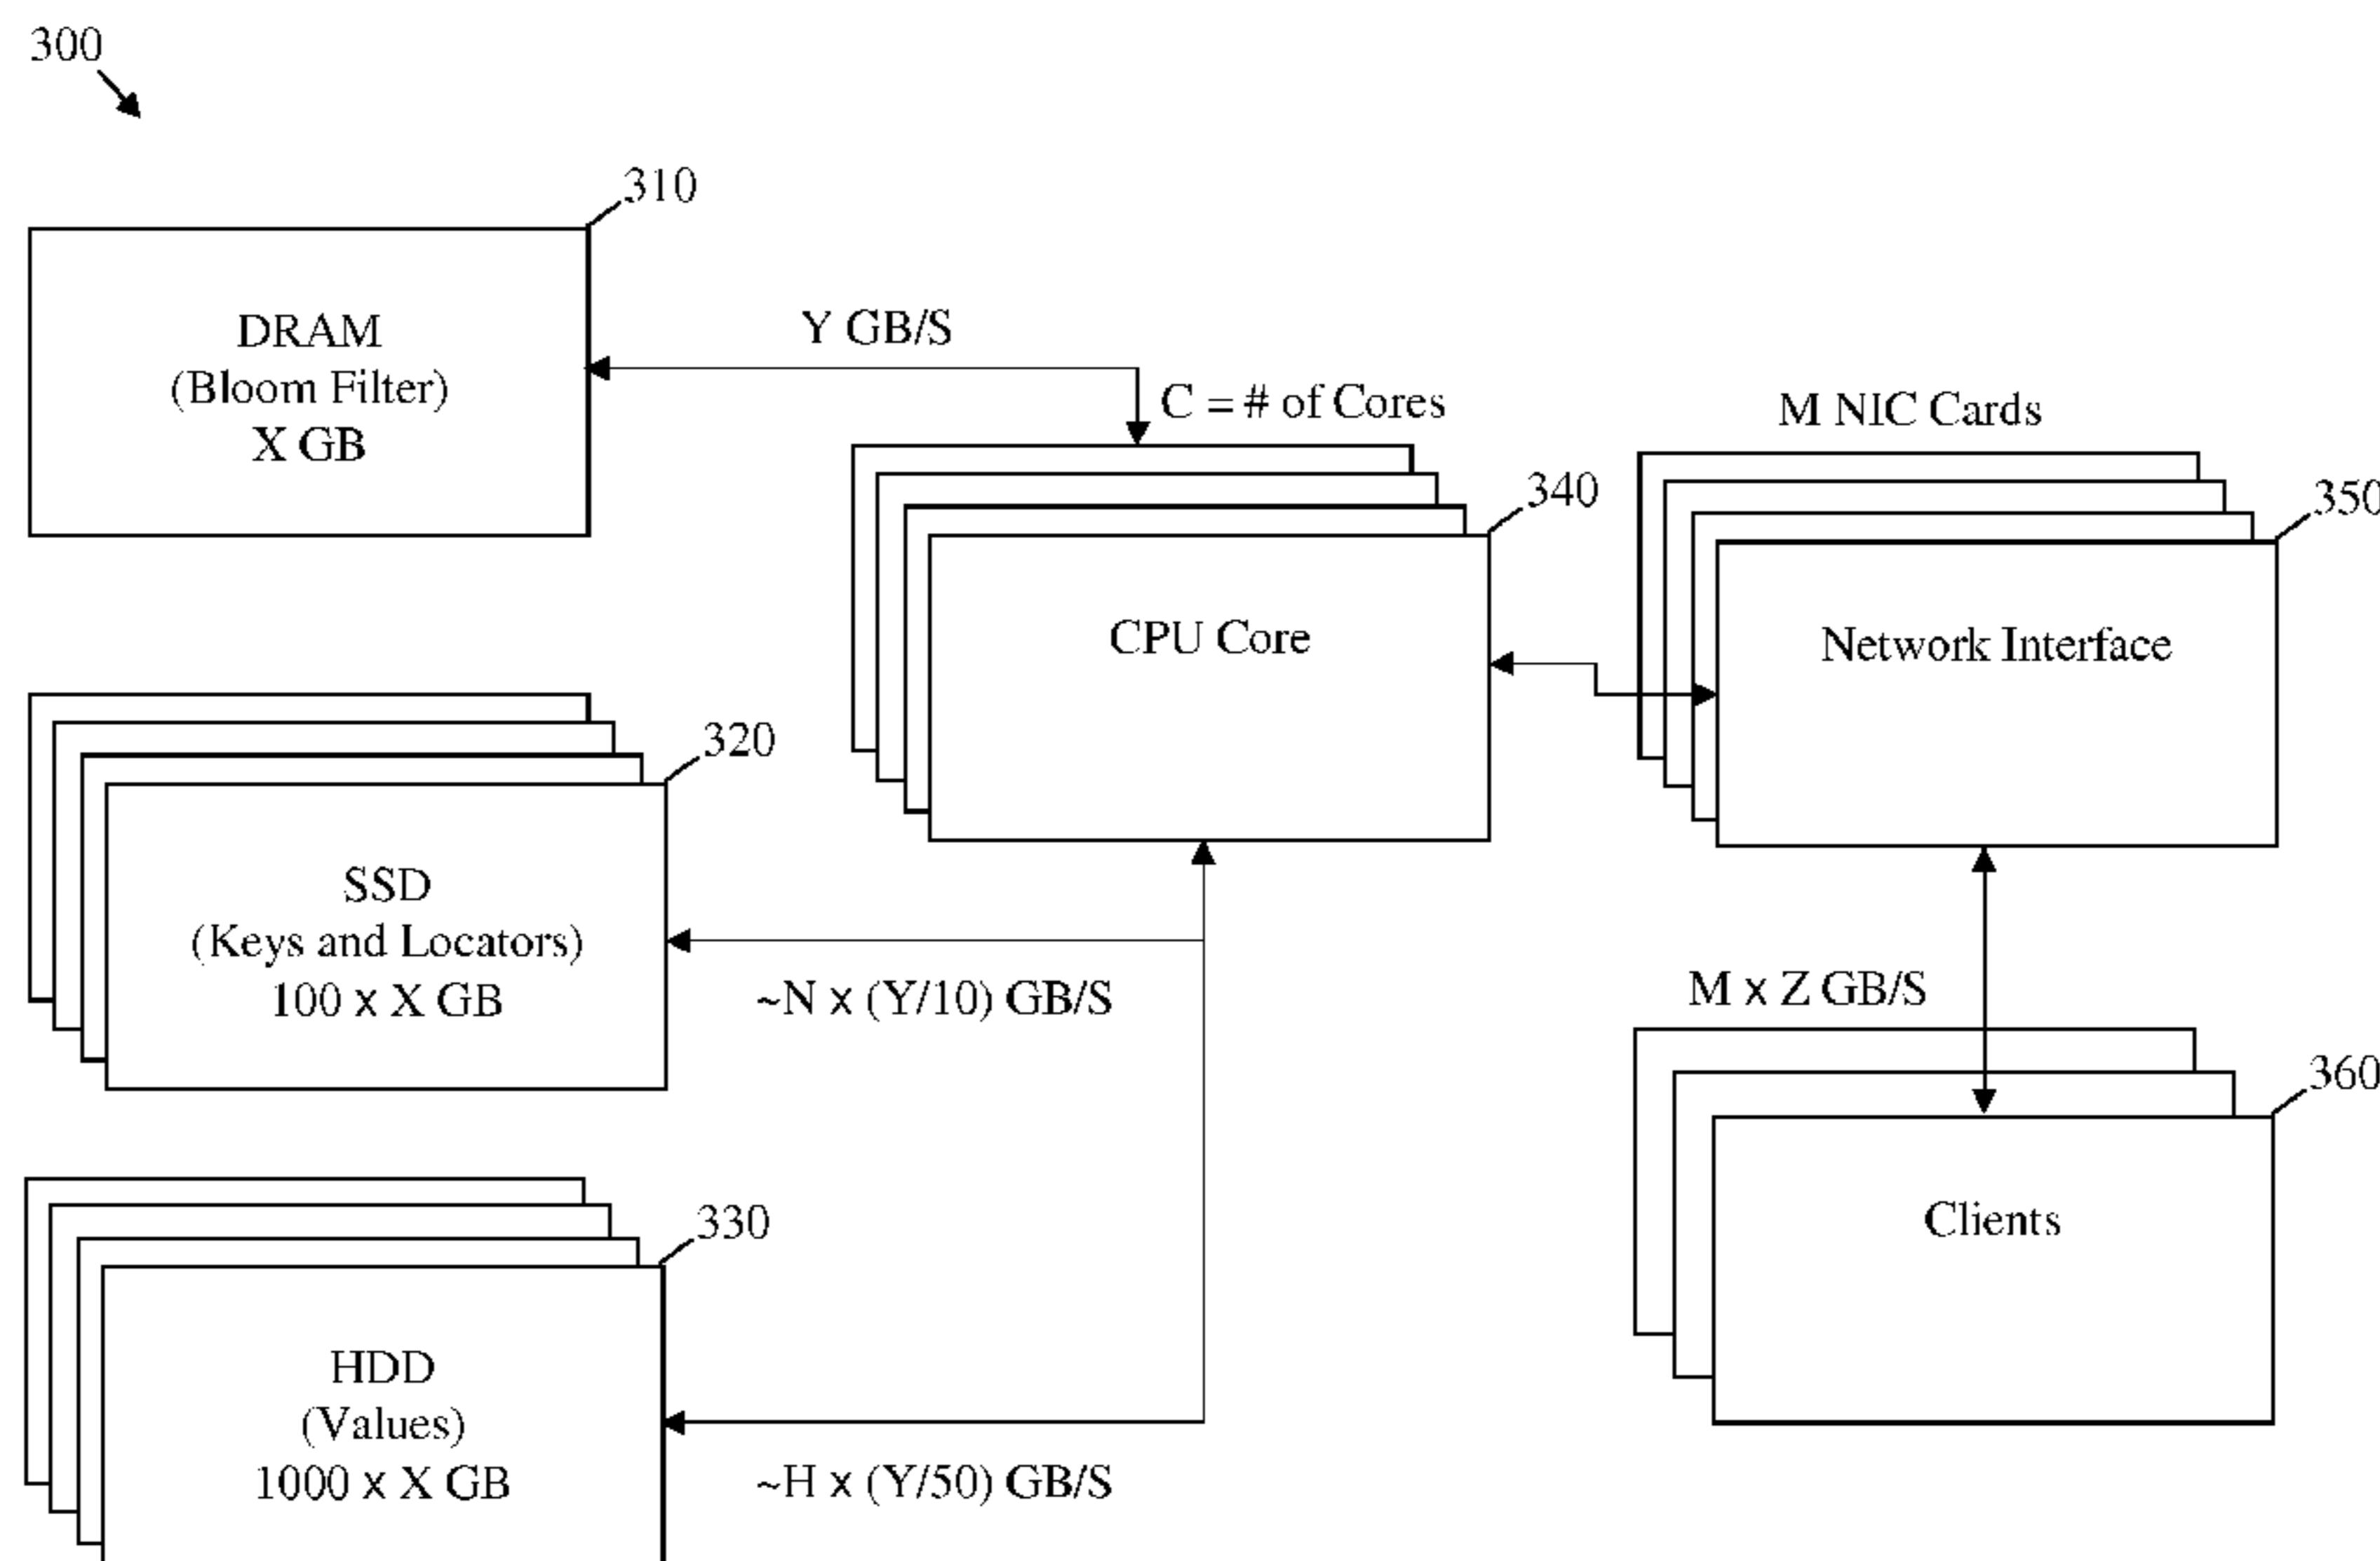 300
310
DRAM
(Bloom Filter)
X GB
Y GB/S
C = # of Cores
340
CPU Core
M NIC Cards
350
Network Interface
320
SSD
(Keys and Locators)
100 x X GB
~N x (Y/10) GB/S
M x Z GB/S
360
Clients
330
HDD
(Values)
1000 x X GB
~H x (Y/50) GB/S